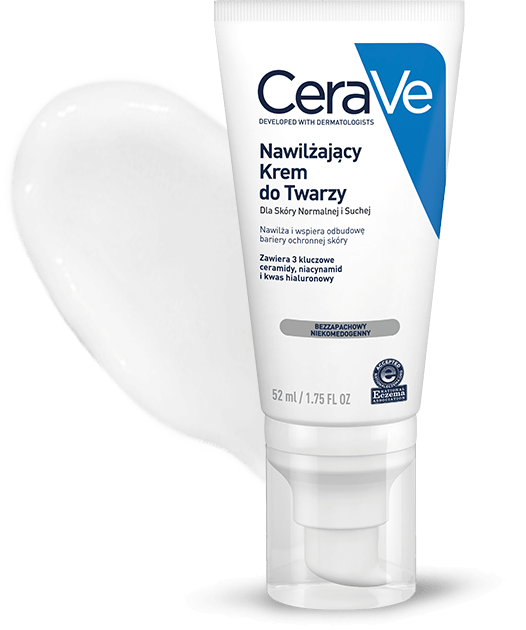 CeraVe
DEVELOPED WITH DERMATOLOGISTS
Nawilżający
Krem
do Twarzy
Dla Skóry Normalnej i Suchej
Nawilża i wspiera odbudowę
bariery ochronnej skóry
Zawiera 3 kluczowe
ceramidy, niacynamid
i kwas hialuronowy
BEZZAPACHOWY
NIEKOMEDOGENNY
ACCEPTED
e
NATIONAL
Eczema
ASSOCIATION
52 ml / 1.75 FL OZ